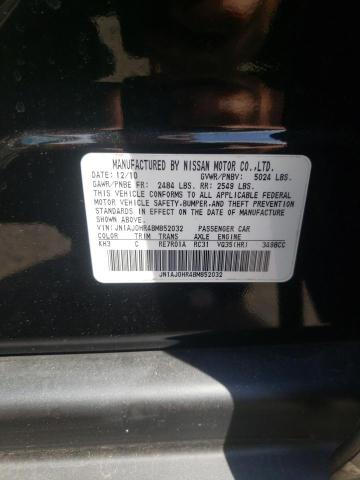 MANUFACTURED BY NISSAN MOTOR CO.,LTD.
DATE: 12/10 GVWR/PNBV: 5024 LBS.
GAWR/PNBE FR: 2484 LBS. RR: 2549 LBS.
THIS VEHICLE CONFORMS TO ALL APPLICABLE FEDERAL
MOTOR VEHICLE SAFETY, BUMPER, AND THEFT PREVENTION
STANDARDS IN EFFECT ON THE DATE OF MANUFACTURE
SHOWN ABOVE.
VIN: JN1AJ0HR4BM852032 PASSENGER CAR
COLOR TRIM TRANS AXLE ENGINE
KH3 C RE7R01A RC31 VQ35(HR) 3498CC
JN1AJ0HR4BM852032